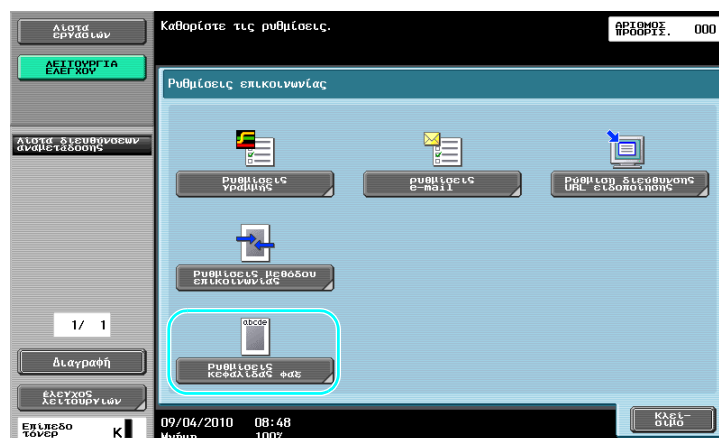 Λίστα
εργασιών
Καθορίστε τις ρυθμίσεις.
ΑΡΙΘΜΟΣ
ΠΡΟΟΡΙΣ. 000
ΛΕΙΤΟΥΡΓΙΑ
ΕΛΕΓΧΟΥ
Ρυθμίσεις επικοινωνίας
Λίστα διευθύνσεων
αναμετάδοσης
Ρυθμίσεις
γραμμής
ρυθμίσεις
e-mail
Ρύθμιση διεύθυνσης
URL ειδοποίησης
Ρυθμίσεις μεθόδου
επικοινωνίας
abcde
Ρυθμίσεις
κεφαλίδας φαξ
1/ 1
Διαγραφή
έλεγχος
λειτουργιών
Κλεί-
σιμο
Επίπεδο
τόνερ K
09/04/2010 08:48
Μνήμη 100%